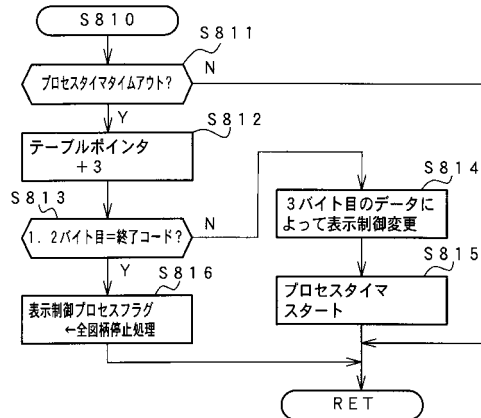 S810
S811
プロセスタイマタイムアウト？
N
Y
S812
テーブルポインタ
+3
S813
1．2バイト目＝終了コード？
N
Y
S814
3バイト目のデータに
よって表示制御変更
S815
プロセスタイマ
スタート
S816
表示制御プロセスフラグ
←全図柄停止処理
RET